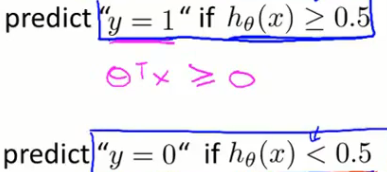 predict “y = 1“ if hθ(x) ≥ 0.5
θᵀx ≥ 0
predict “y = 0“ if hθ(x) < 0.5